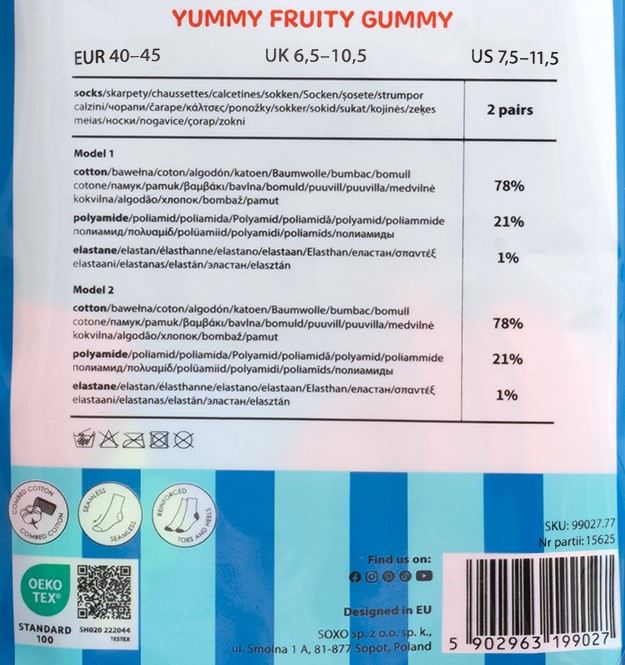 YUMMY FRUITY GUMMY
EUR 40–45 UK 6,5–10,5 US 7,5–11,5
socks/skarpety/chaussettes/calcetines/sokken/Socken/șosete/strumpor
calzini/чорапи/čarape/κάλτσες/ponožky/sokker/sokid/sukat/kojinės/zeķes
meias/носки/nogavice/çorap/zokni
2 pairs
Model 1
cotton/bawełna/coton/algodón/katoen/Baumwolle/bumbac/bomull
cotone/памук/pamuk/βαμβάκι/bavlna/bomuld/puuvill/puuvilla/medvilnė
kokvilna/algodão/хлопок/bombaž/pamut
78%
polyamide/poliamid/poliamida/Polyamid/poliamidă/polyamid/poliammide
полиамид/πολυαμίδ/polüamiid/polyamidi/poliamids/полиамиды
21%
elastane/elastan/élasthanne/elastano/elastaan/Elasthan/еластан/σπαντέξ
elastaani/elastanas/elastān/эластан/elasztán
1%
Model 2
cotton/bawełna/coton/algodón/katoen/Baumwolle/bumbac/bomull
cotone/памук/pamuk/βαμβάκι/bavlna/bomuld/puuvill/puuvilla/medvilnė
kokvilna/algodão/хлопок/bombaž/pamut
78%
polyamide/poliamid/poliamida/Polyamid/poliamidă/polyamid/poliammide
полиамид/πολυαμίδ/polüamiid/polyamidi/poliamids/полиамиды
21%
elastane/elastan/élasthanne/elastano/elastaan/Elasthan/еластан/σπαντέξ
elastaani/elastanas/elastān/эластан/elasztán
1%
COMBED COTTON
COMBED COTTON
SEAMLESS
SEAMLESS
REINFORCED
TOES AND HEELS
SKU: 99027.77
Nr partii: 15625
OEKO
TEX®
STANDARD
100
SH020 222044
TESTEX
Find us on:
Designed in EU
SOXO sp. z o.o. sp. k.,
ul. Smolna 1 A, 81-877 Sopot, Poland
5 902963 199027